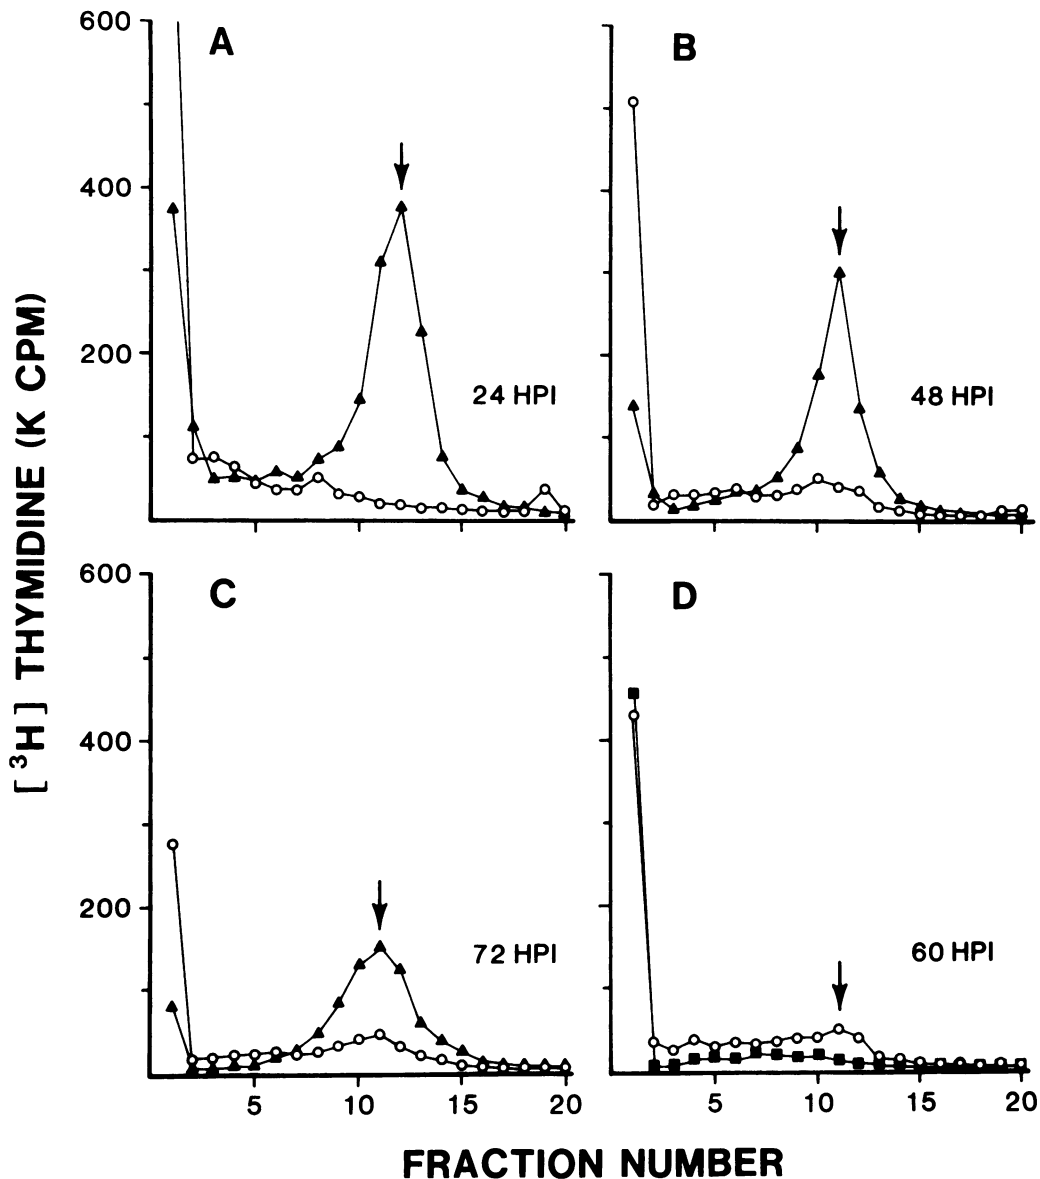 A
B
600
400
200
24 HPI
48 HPI
C
D
600
400
200
72 HPI
60 HPI
5
10
15
20
5
10
15
20
[³H] THYMIDINE (K CPM)
FRACTION NUMBER